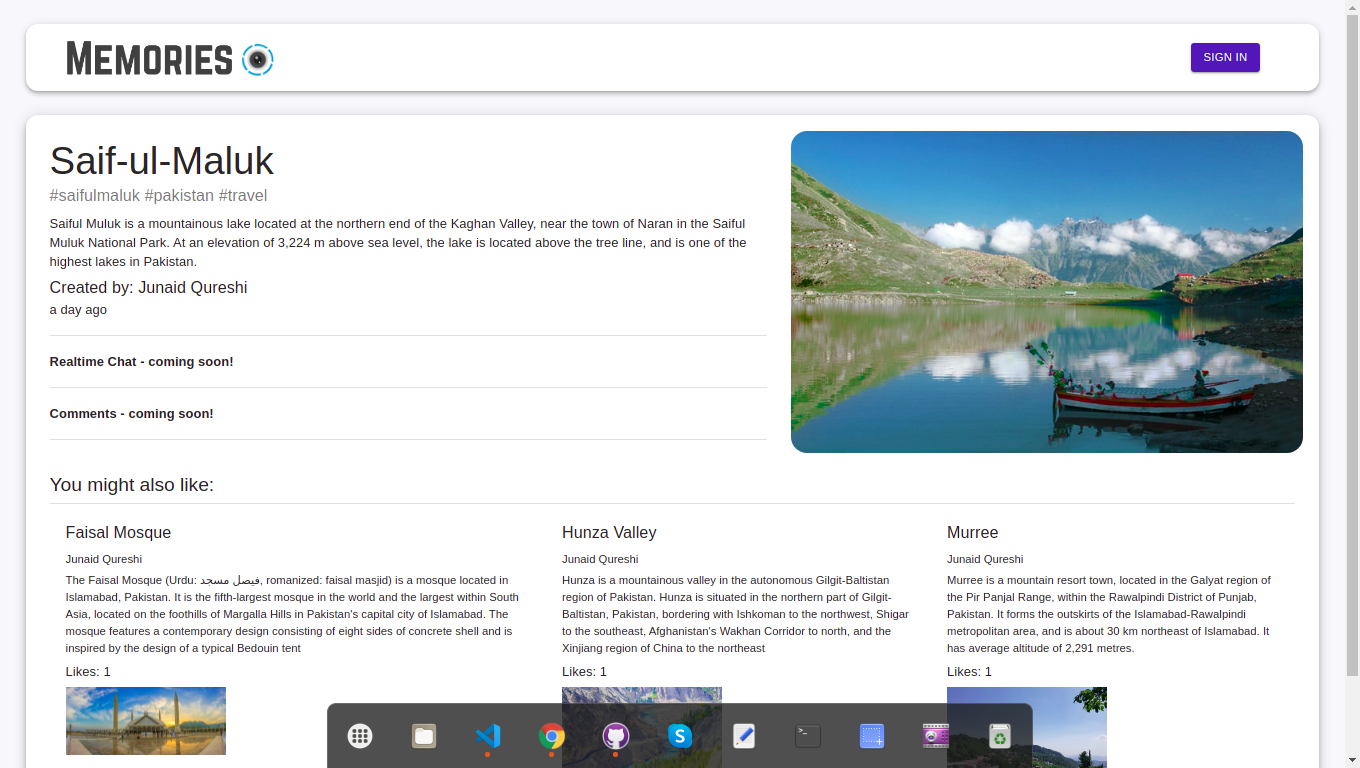 MEMORIES
SIGN IN
Saif-ul-Maluk
#saifulmaluk #pakistan #travel
Saiful Muluk is a mountainous lake located at the northern end of the Kaghan Valley, near the town of Naran in the Saiful
Muluk National Park. At an elevation of 3,224 m above sea level, the lake is located above the tree line, and is one of the
highest lakes in Pakistan.
Created by: Junaid Qureshi
a day ago
Realtime Chat - coming soon!
Comments - coming soon!
You might also like:
Faisal Mosque
Junaid Qureshi
The Faisal Mosque (Urdu: فیصل مسجد, romanized: faisal masjid) is a mosque located in
Islamabad, Pakistan. It is the fifth-largest mosque in the world and the largest within South
Asia, located on the foothills of Margalla Hills in Pakistan's capital city of Islamabad. The
mosque features a contemporary design consisting of eight sides of concrete shell and is
inspired by the design of a typical Bedouin tent
Likes: 1
Hunza Valley
Junaid Qureshi
Hunza is a mountainous valley in the autonomous Gilgit-Baltistan
region of Pakistan. Hunza is situated in the northern part of Gilgit-
Baltistan, Pakistan, bordering with Ishkoman to the northwest, Shigar
to the southeast, Afghanistan's Wakhan Corridor to north, and the
Xinjiang region of China to the northeast
Likes: 1
Murree
Junaid Qureshi
Murree is a mountain resort town, located in the Galyat region of
the Pir Panjal Range, within the Rawalpindi District of Punjab,
Pakistan. It forms the outskirts of the Islamabad-Rawalpindi
metropolitan area, and is about 30 km northeast of Islamabad. It
has average altitude of 2,291 metres.
Likes: 1